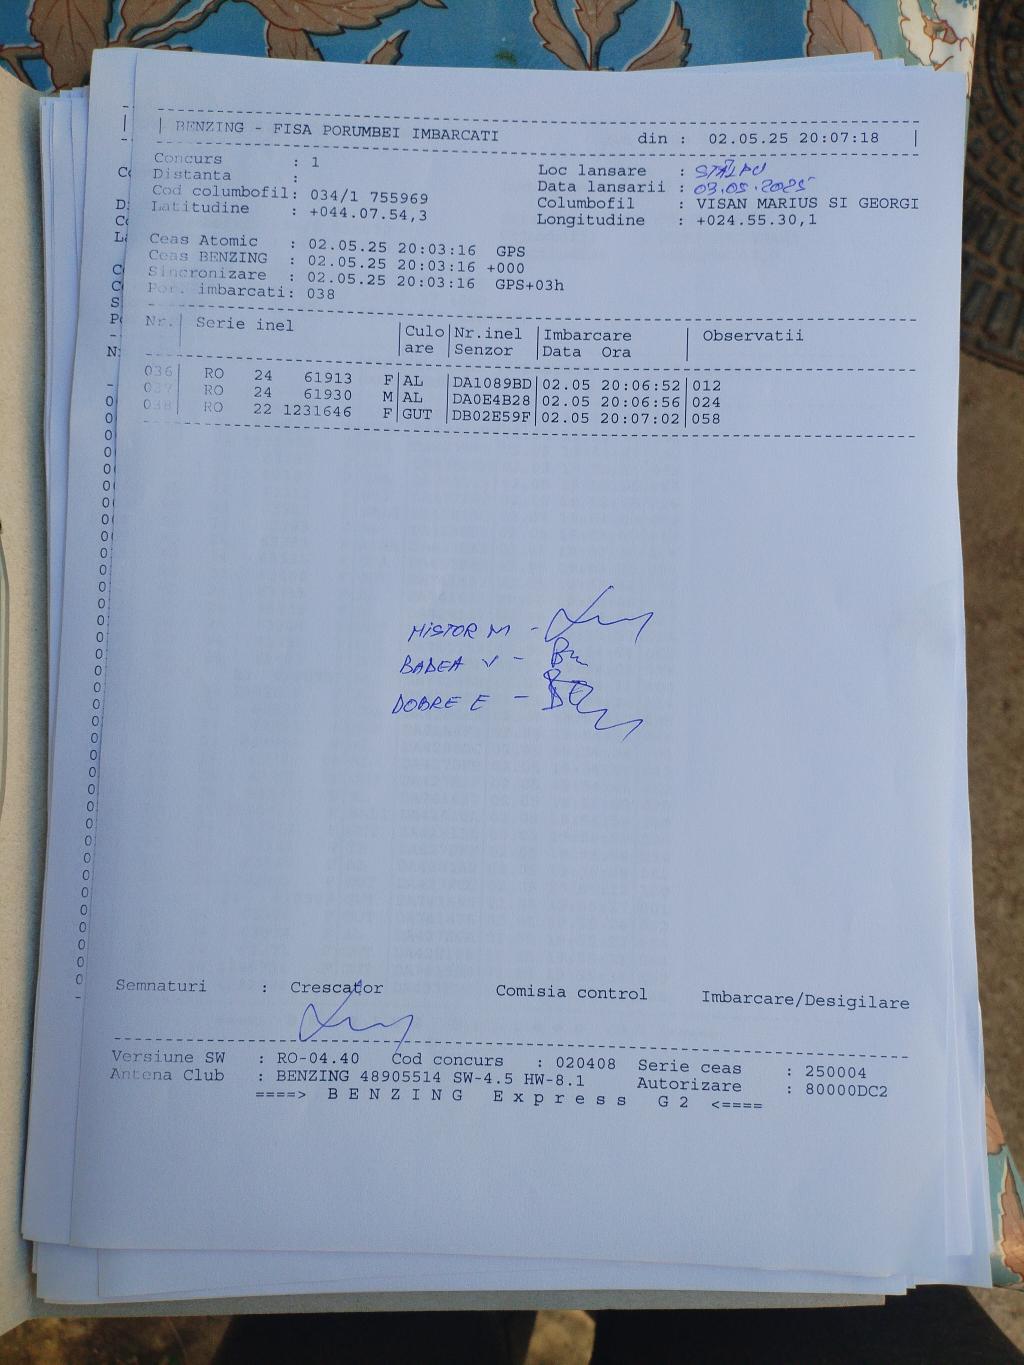 | BENZING - FISA PORUMBEI IMBARCATI din : 02.05.25 20:07:18 |
Concurs : 1 Loc lansare : STÂLPU
Distanta : Data lansarii : 03.05.2025
Cod columbofil: 034/1 755969 Columbofil : VISAN MARIUS SI GEORGI
Latitudine : +044.07.54,3 Longitudine : +024.55.30,1
Ceas Atomic : 02.05.25 20:03:16 GPS
Ceas BENZING : 02.05.25 20:03:16 +000
Sincronizare : 02.05.25 20:03:16 GPS+03h
Por. imbarcati: 038
Nr.| Serie inel |Culo|Nr.inel |Imbarcare | Observatii
|are |Senzor |Data Ora |
036| RO 24 61913 F|AL |DA1089BD|02.05 20:06:52|012
037| RO 24 61930 M|AL |DA0E4B28|02.05 20:06:56|024
038| RO 22 1231646 F|GUT |DB02E59F|02.05 20:07:02|058
NISTOR M -
BADEA V -
DOBRE E -
Semnaturi : Crescator Comisia control Imbarcare/Desigilare
Versiune SW : RO-04.40 Cod concurs : 020408 Serie ceas : 250004
Antena Club : BENZING 48905514 SW-4.5 HW-8.1 Autorizare : 80000DC2
====> B E N Z I N G E x p r e s s G 2 <====